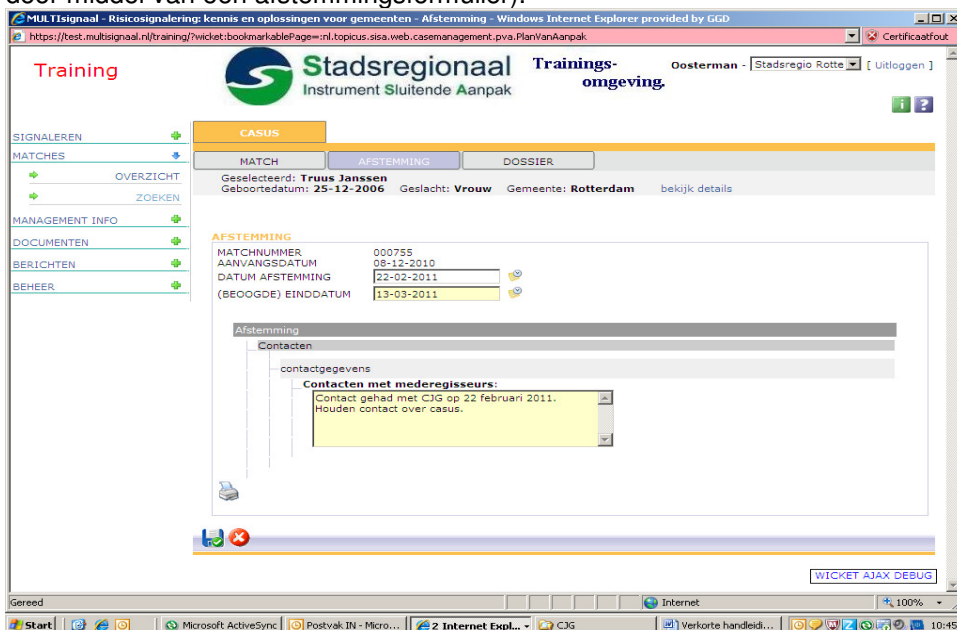 door middel van een afstemmingsformulier).
MULTIsignaal - Risicosignalering: kennis en oplossingen voor gemeenten - Afstemming - Windows Internet Explorer provided by GGD
https://test.multisignaal.nl/training/?wicket:bookmarkablePage=:nl.topicus.sisa.web.casemanagement.pva.PlanVanAanpak
Certificaatfout
Training
Stadsregionaal
Instrument Sluitende Aanpak
Trainings-
omgeving.
Oosterman - Stadsregio Rotte [ Uitloggen ]
SIGNALEREN
MATCHES
OVERZICHT
ZOEKEN
MANAGEMENT INFO
DOCUMENTEN
BERICHTEN
BEHEER
CASUS
MATCH AFSTEMMING DOSSIER
Geselecteerd: Truus Janssen
Geboortedatum: 25-12-2006 Geslacht: Vrouw Gemeente: Rotterdam bekijk details
AFSTEMMING
MATCHNUMMER 000755
AANVANGSDATUM 08-12-2010
DATUM AFSTEMMING 22-02-2011
(BEOOGDE) EINDDATUM 13-03-2011
Afstemming
Contacten
contactgegevens
Contacten met mederegisseurs:
Contact gehad met CJG op 22 februari 2011.
Houden contact over casus.
WICKET AJAX DEBUG
Gereed Internet 100%
Start Microsoft ActiveSync Postvak IN - Micro... 2 Internet Expl... CJG Verkorte handleidi... 10:45